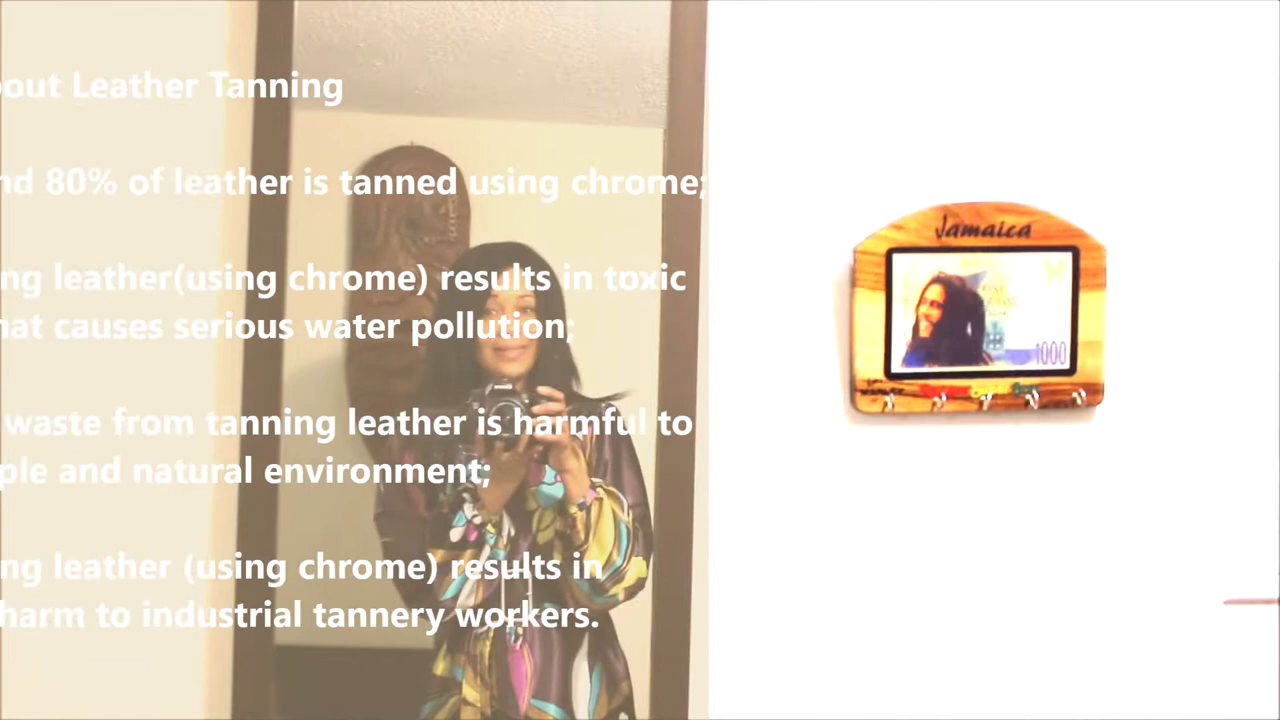 out Leather Tanning
nd 80% of leather is tanned using chrome;
ng leather(using chrome) results in toxic
hat causes serious water pollution;
waste from tanning leather is harmful to
ple and natural environment;
ng leather (using chrome) results in
harm to industrial tannery workers.
Jamaica
1000